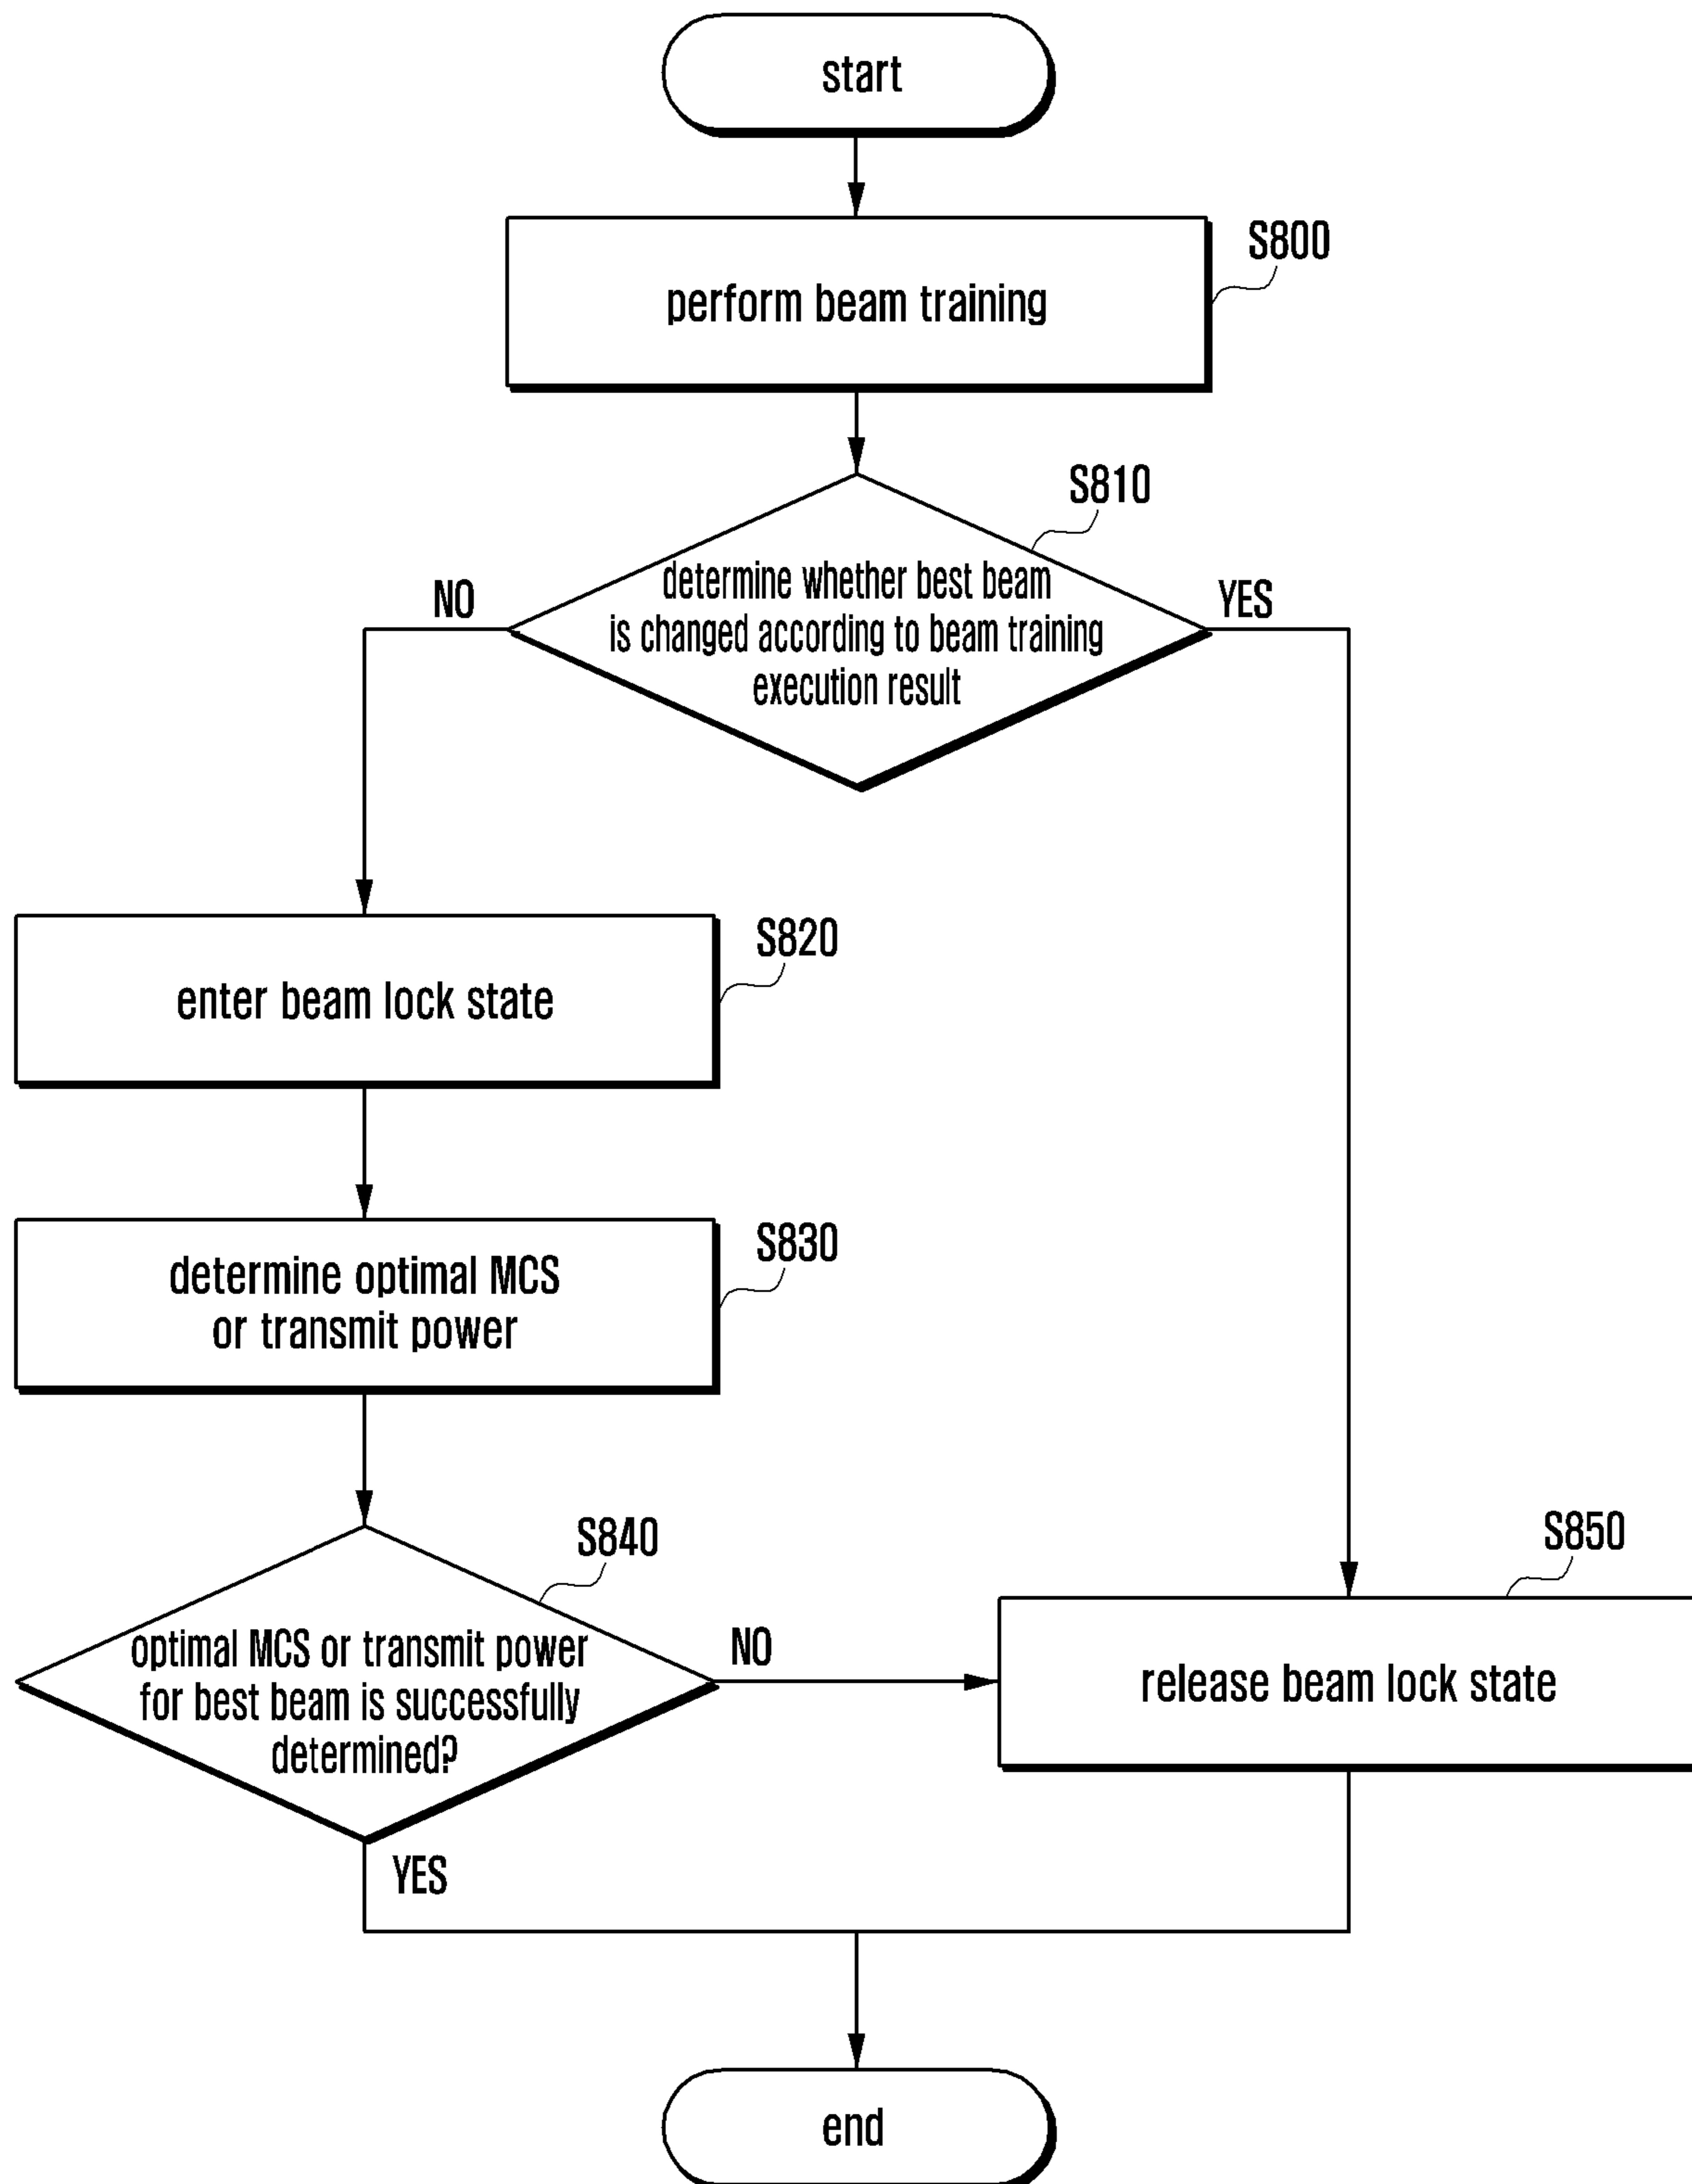 start
S800
perform beam training
S810
NO
YES
determine whether best beam
is changed according to beam training
execution result
S820
enter beam lock state
S830
determine optimal MCS
or transmit power
S840
S850
optimal MCS or transmit power
for best beam is successfully
determined?
NO
release beam lock state
YES
end